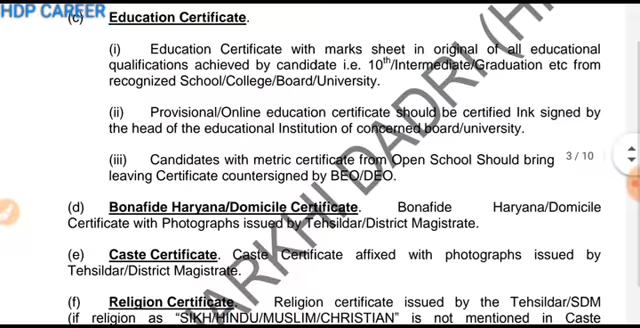 HDP CAREER
(c) Education Certificate.
(i) Education Certificate with marks sheet in original of all educational
qualifications achieved by candidate i.e. 10th/Intermediate/Graduation etc from
recognized School/College/Board/University.
(ii) Provisional/Online education certificate should be certified Ink signed by
the head of the educational Institution of concerned board/university.
(iii) Candidates with metric certificate from Open School Should bring
leaving Certificate countersigned by BEO/DEO.
3 / 10
(d) Bonafide Haryana/Domicile Certificate. Bonafide Haryana/Domicile
Certificate with Photographs issued by Tehsildar/District Magistrate.
(e) Caste Certificate. Caste Certificate affixed with photographs issued by
Tehsildar/District Magistrate.
(f) Religion Certificate. Religion certificate issued by the Tehsildar/SDM
(if religion as “SIKH/HINDU/MUSLIM/CHRISTIAN” is not mentioned in Caste
ARKHI DADRI (H